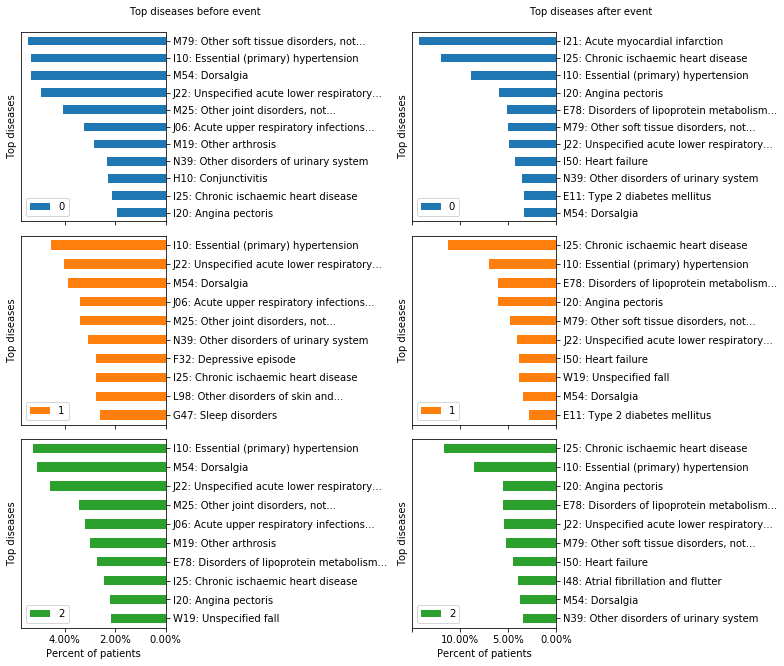 Top diseases before event
Top diseases
M79: Other soft tissue disorders, not...
I10: Essential (primary) hypertension
M54: Dorsalgia
J22: Unspecified acute lower respiratory...
M25: Other joint disorders, not...
J06: Acute upper respiratory infections...
M19: Other arthrosis
N39: Other disorders of urinary system
H10: Conjunctivitis
I25: Chronic ischaemic heart disease
I20: Angina pectoris
0
Top diseases after event
Top diseases
I21: Acute myocardial infarction
I25: Chronic ischaemic heart disease
I10: Essential (primary) hypertension
I20: Angina pectoris
E78: Disorders of lipoprotein metabolism...
M79: Other soft tissue disorders, not...
J22: Unspecified acute lower respiratory...
I50: Heart failure
N39: Other disorders of urinary system
E11: Type 2 diabetes mellitus
M54: Dorsalgia
0
Top diseases
I10: Essential (primary) hypertension
J22: Unspecified acute lower respiratory...
M54: Dorsalgia
J06: Acute upper respiratory infections...
M25: Other joint disorders, not...
N39: Other disorders of urinary system
F32: Depressive episode
I25: Chronic ischaemic heart disease
L98: Other disorders of skin and...
G47: Sleep disorders
1
Top diseases
I25: Chronic ischaemic heart disease
I10: Essential (primary) hypertension
E78: Disorders of lipoprotein metabolism...
I20: Angina pectoris
M79: Other soft tissue disorders, not...
J22: Unspecified acute lower respiratory...
I50: Heart failure
W19: Unspecified fall
M54: Dorsalgia
E11: Type 2 diabetes mellitus
1
Top diseases
I10: Essential (primary) hypertension
M54: Dorsalgia
J22: Unspecified acute lower respiratory...
M25: Other joint disorders, not...
J06: Acute upper respiratory infections...
M19: Other arthrosis
E78: Disorders of lipoprotein metabolism...
I25: Chronic ischaemic heart disease
I20: Angina pectoris
W19: Unspecified fall
2
4.00% 2.00% 0.00%
Percent of patients
Top diseases
I25: Chronic ischaemic heart disease
I10: Essential (primary) hypertension
I20: Angina pectoris
E78: Disorders of lipoprotein metabolism...
J22: Unspecified acute lower respiratory...
M79: Other soft tissue disorders, not...
I50: Heart failure
I48: Atrial fibrillation and flutter
M54: Dorsalgia
N39: Other disorders of urinary system
2
10.00% 5.00% 0.00%
Percent of patients